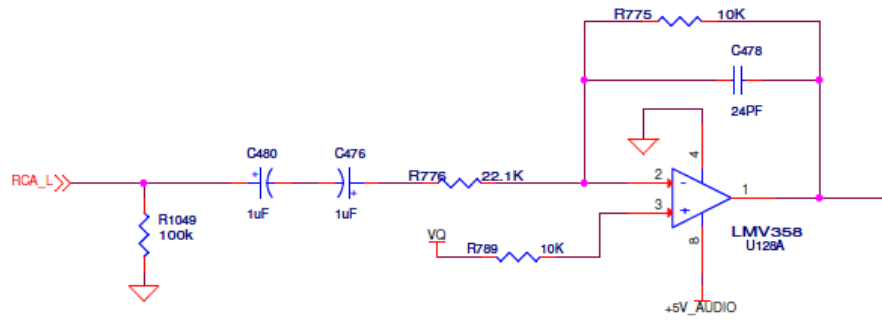 R775 10K
C478
24PF
4
C480 C476
R776 22.1K
RCA_L
2
-
1
+ +
1uF 1uF
3
+
R1049
100k
LMV358
U128A
VQ
R789 10K
8
+5V_AUDIO